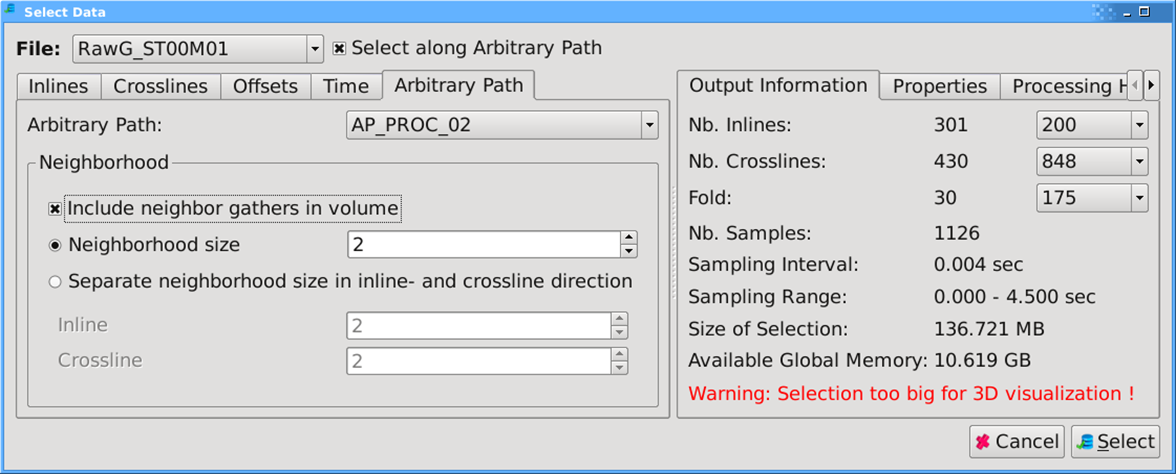 Select Data
File: RawG_ST00M01 Select along Arbitrary Path
Inlines Crosslines Offsets Time Arbitrary Path
Arbitrary Path: AP_PROC_02
Neighborhood
Include neighbor gathers in volume
Neighborhood size 2
Separate neighborhood size in inline- and crossline direction
Inline 2
Crossline 2
Output Information Properties Processing H
Nb. Inlines: 301 200
Nb. Crosslines: 430 848
Fold: 30 175
Nb. Samples: 1126
Sampling Interval: 0.004 sec
Sampling Range: 0.000 - 4.500 sec
Size of Selection: 136.721 MB
Available Global Memory: 10.619 GB
Warning: Selection too big for 3D visualization !
Cancel Select